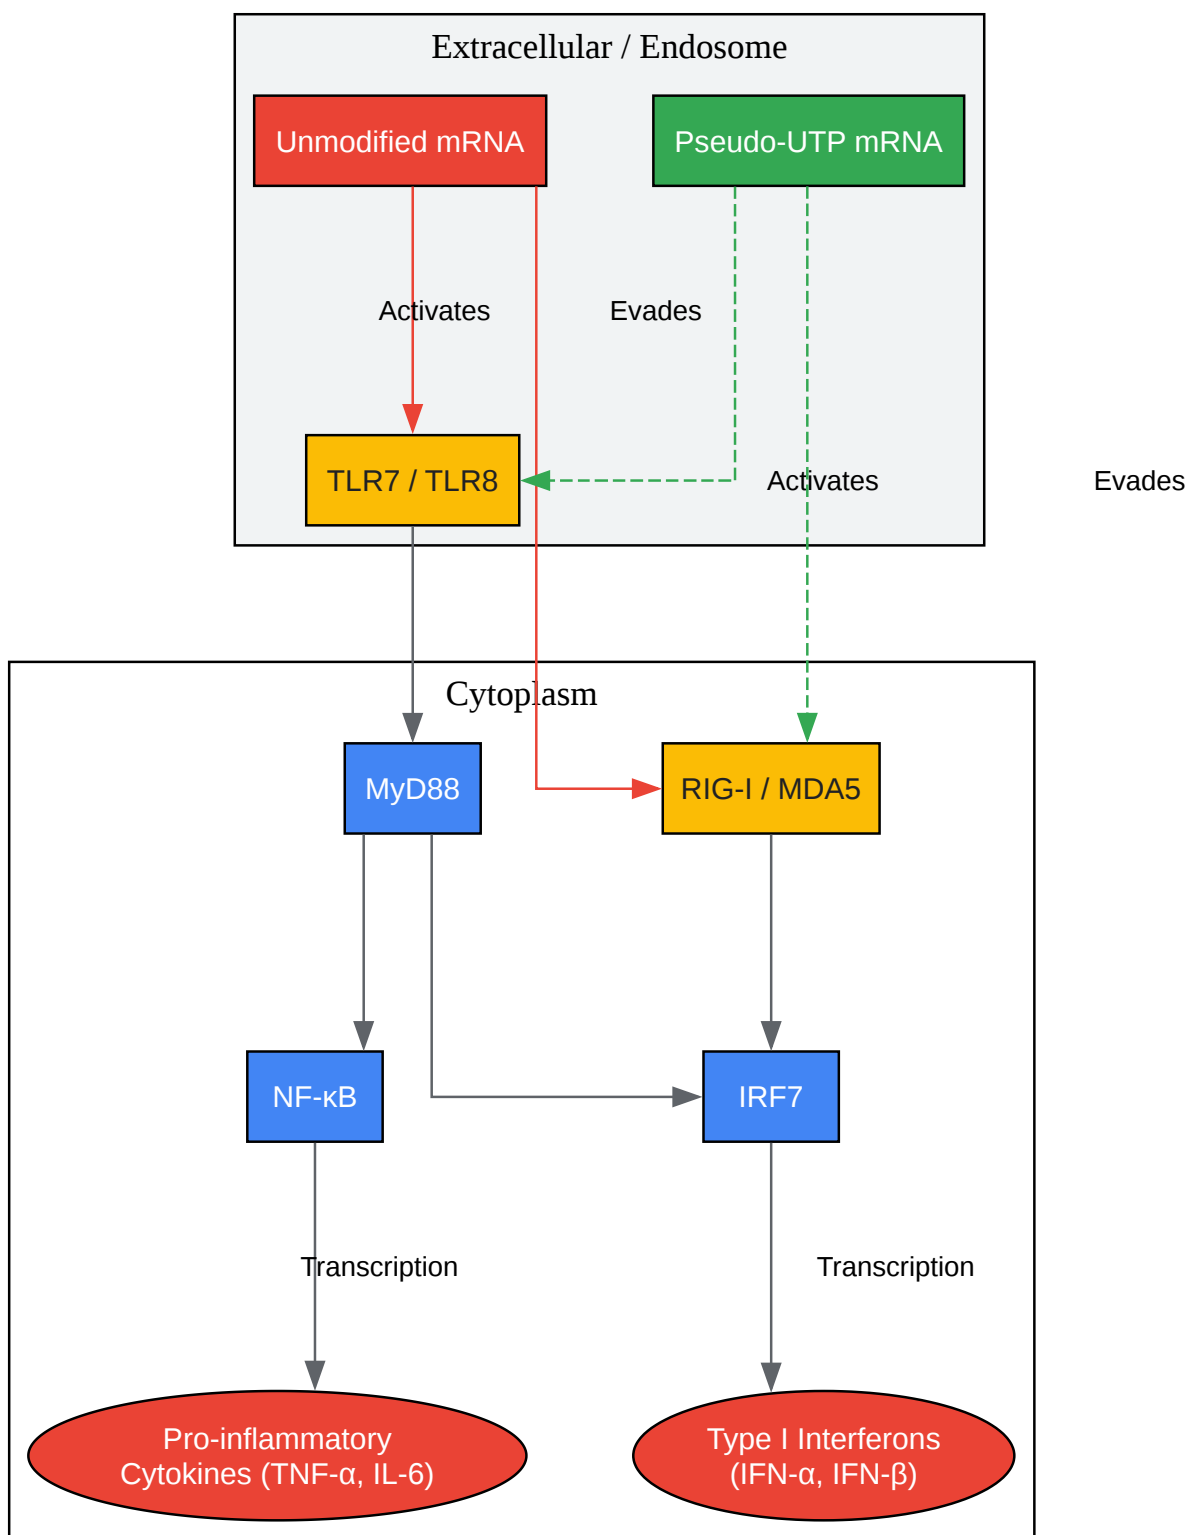 Extracellular / Endosome
Unmodified mRNA
Pseudo-UTP mRNA
Activates
Evades
TLR7 / TLR8
Activates
Evades
Cytoplasm
MyD88
RIG-I / MDA5
NF-κB
IRF7
Transcription
Transcription
Pro-inflammatory
Cytokines (TNF-α, IL-6)
Type I Interferons
(IFN-α, IFN-β)